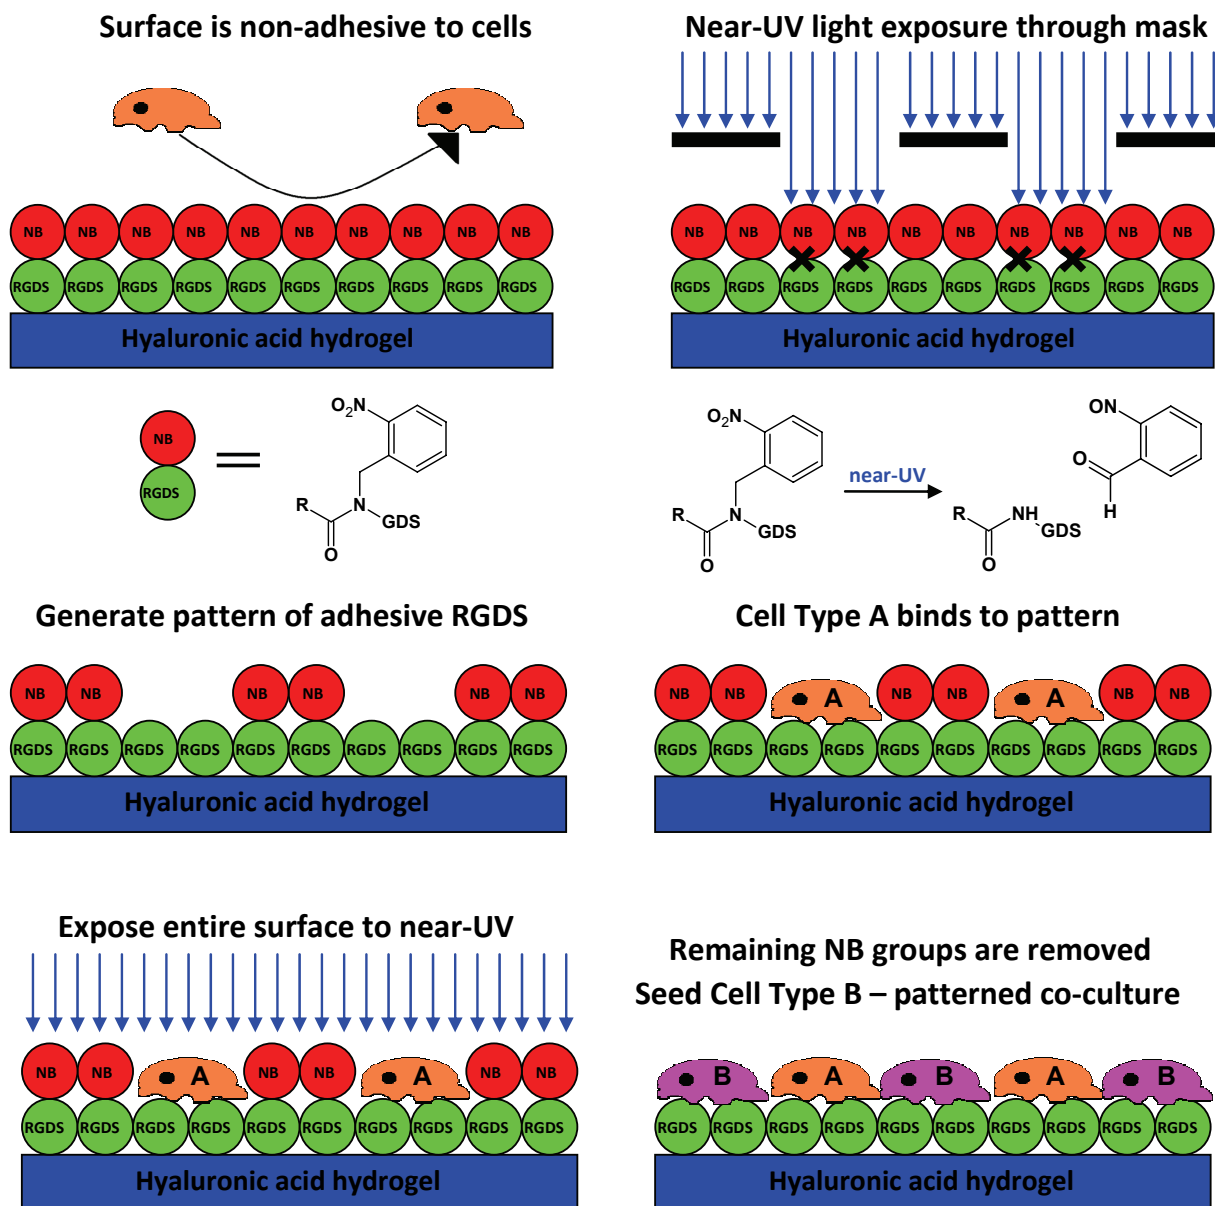 Surface is non-adhesive to cells
NB NB NB NB NB NB NB NB NB NB
RGDS RGDS RGDS RGDS RGDS RGDS RGDS RGDS RGDS RGDS
Hyaluronic acid hydrogel
Near-UV light exposure through mask
NB NB NB NB NB NB NB NB NB NB
RGDS RGDS RGDS RGDS RGDS RGDS RGDS RGDS RGDS RGDS
Hyaluronic acid hydrogel
NB
RGDS
O₂N
N
R
GDS
O
O₂N
N
R
GDS
O
near-UV
R
NH
GDS
O
ON
O
H
Generate pattern of adhesive RGDS
NB NB NB NB NB NB
RGDS RGDS RGDS RGDS RGDS RGDS RGDS RGDS RGDS RGDS
Hyaluronic acid hydrogel
Cell Type A binds to pattern
NB NB A NB NB A NB NB
RGDS RGDS RGDS RGDS RGDS RGDS RGDS RGDS RGDS RGDS
Hyaluronic acid hydrogel
Expose entire surface to near-UV
NB NB A NB NB A NB NB
RGDS RGDS RGDS RGDS RGDS RGDS RGDS RGDS RGDS RGDS
Hyaluronic acid hydrogel
Remaining NB groups are removed
Seed Cell Type B – patterned co-culture
B A B A B
RGDS RGDS RGDS RGDS RGDS RGDS RGDS RGDS RGDS RGDS
Hyaluronic acid hydrogel